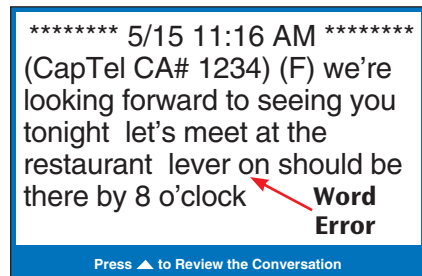 ******** 5/15 11:16 AM ********
(CapTel CA# 1234) (F) we're
looking forward to seeing you
tonight  let's meet at the
restaurant  lever on should be
there by 8 o'clock
Word
Error
Press ▲ to Review the Conversation